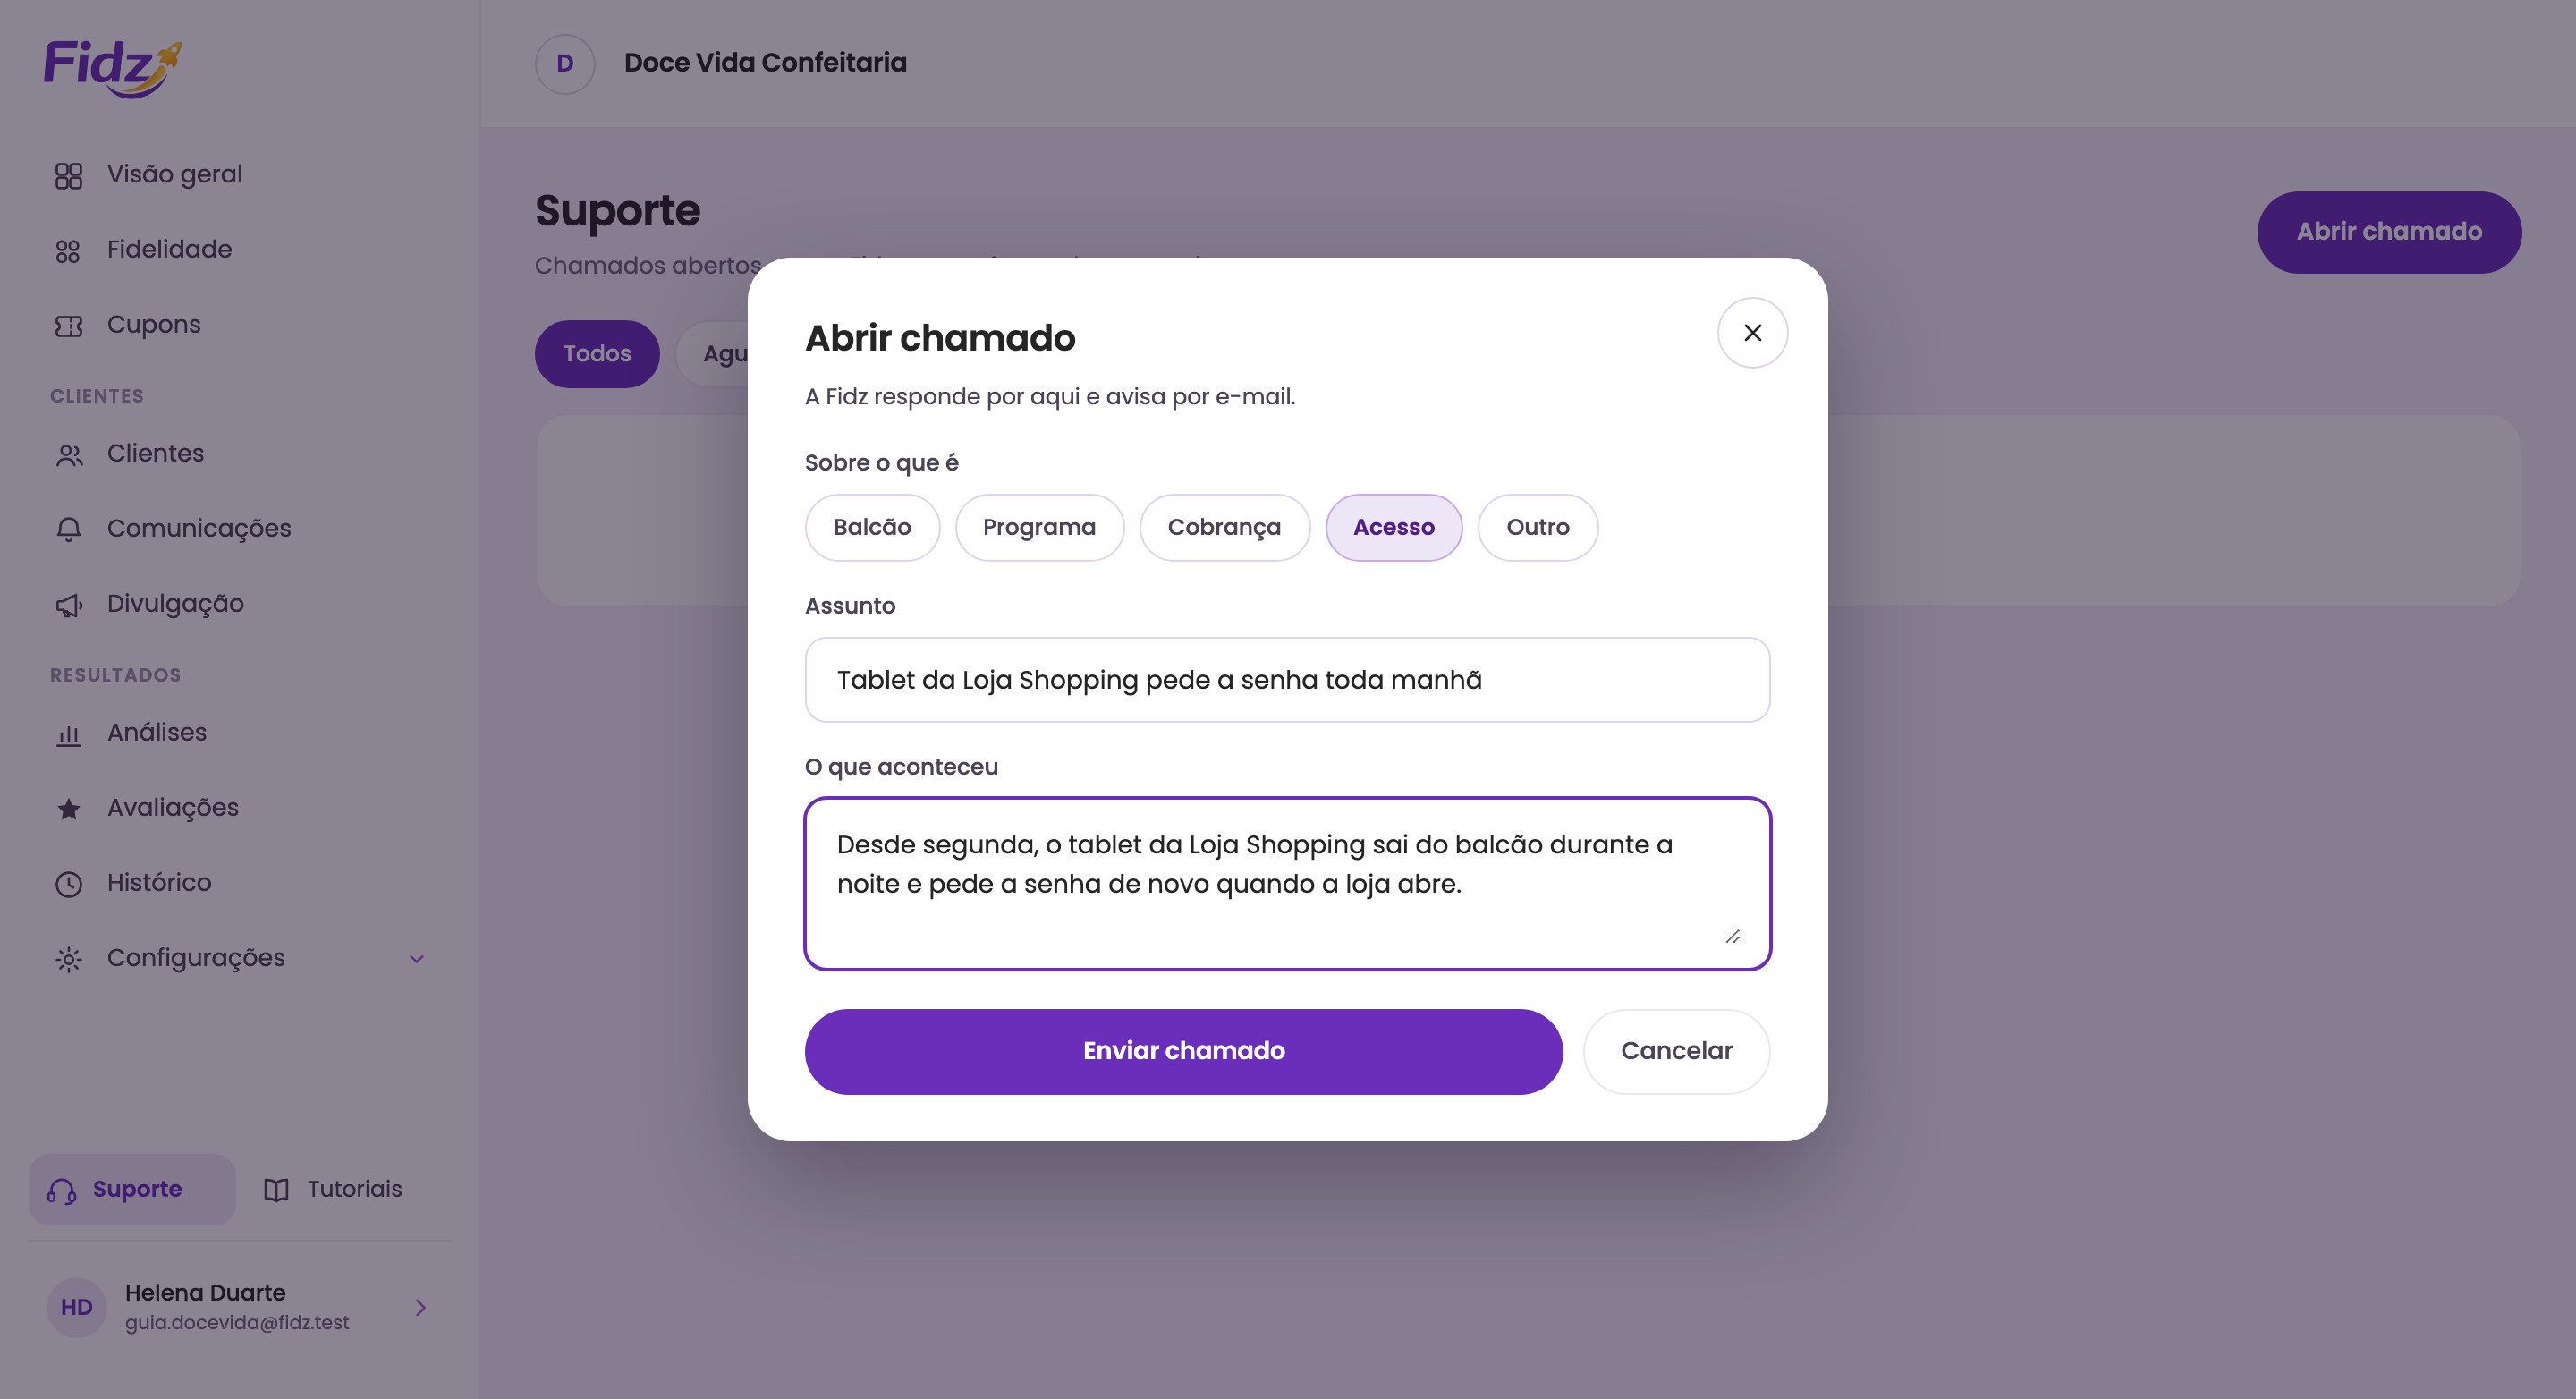 Fidz
Visão geral
Fidelidade
Cupons
CLIENTES
Clientes
Comunicações
Divulgação
RESULTADOS
Análises
Avaliações
Histórico
Configurações
Suporte
Tutoriais
HD
Helena Duarte
guia.docevida@fidz.test
D
Doce Vida Confeitaria
Suporte
Abrir chamado
Chamados abertos
Todos
Agu
Abrir chamado
A Fidz responde por aqui e avisa por e-mail.
Sobre o que é
Balcão
Programa
Cobrança
Acesso
Outro
Assunto
Tablet da Loja Shopping pede a senha toda manhã
O que aconteceu
Desde segunda, o tablet da Loja Shopping sai do balcão durante a
noite e pede a senha de novo quando a loja abre.
Enviar chamado
Cancelar